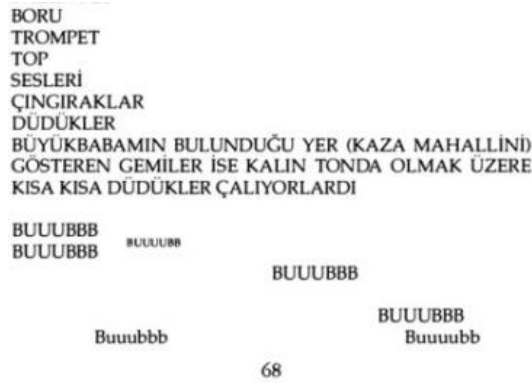 BORU
TROMPET
TOP
SESLERİ
ÇINGIRAKLAR
DÜDÜKLER
BÜYÜKBABAMIN BULUNDUĞU YER (KAZA MAHALLİNİ)
GÖSTEREN GEMİLER İSE KALIN TONDA OLMAK ÜZERE
KISA KISA DÜDÜKLER ÇALIYORLARDI
BUUUBBB
BUUUUBB
BUUUBBB
BUUUBBB
BUUUBBB
Buuubbb Buuuubb
68